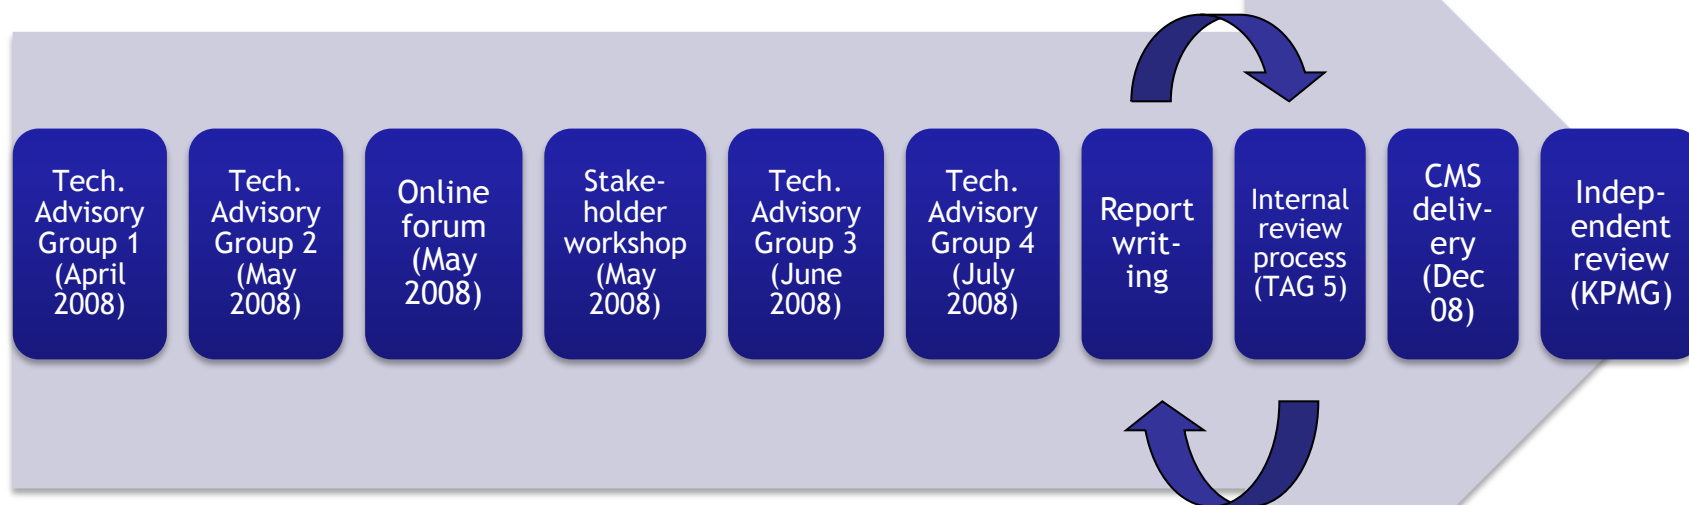 Tech.
Advisory
Group 1
(April
2008)
Tech.
Advisory
Group 2
(May
2008)
Online
forum
(May
2008)
Stake-
holder
workshop
(May
2008)
Tech.
Advisory
Group 3
(June
2008)
Tech.
Advisory
Group 4
(July
2008)
Report
writ-
ing
Internal
review
process
(TAG 5)
CMS
deliv-
ery
(Dec
08)
Indep-
endent
review
(KPMG)